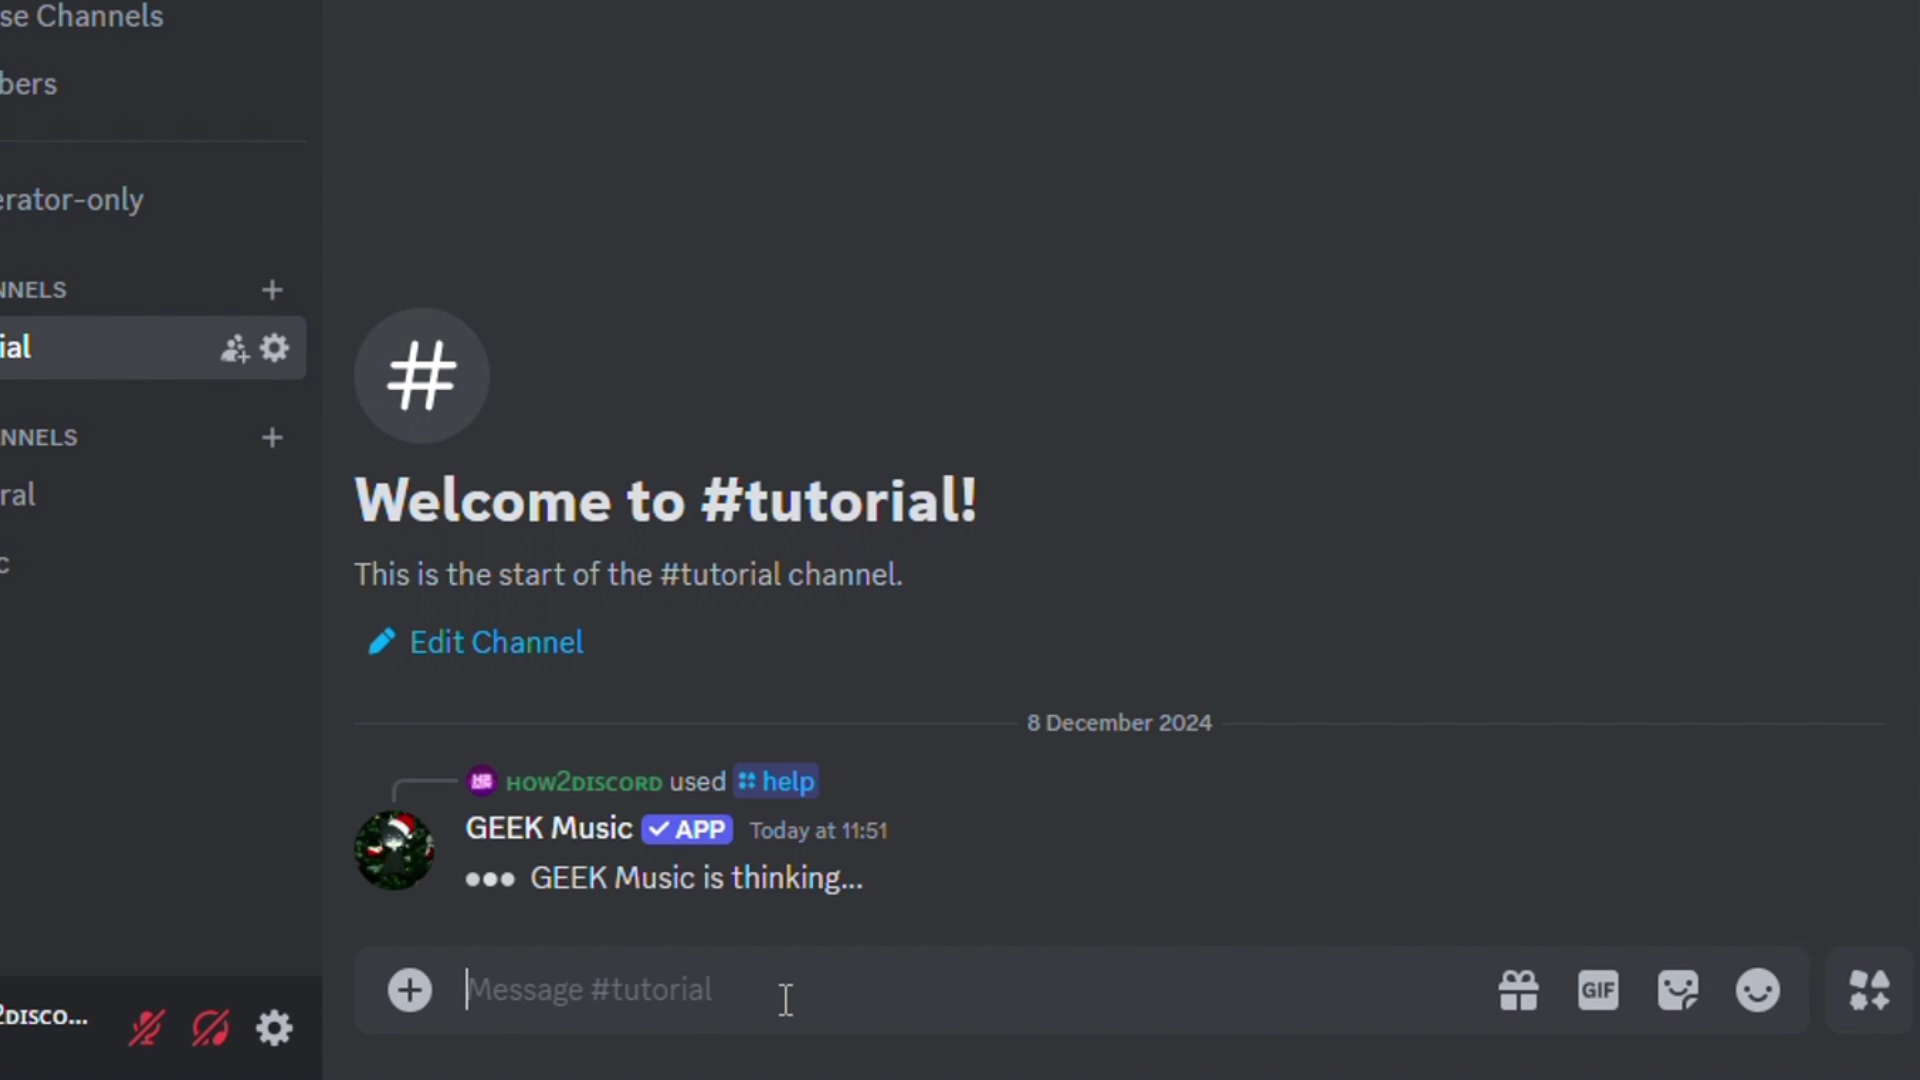 se Channels
bers
erator-only
NNELS
ial
NNELS
ral
c
Welcome to #tutorial!
This is the start of the #tutorial channel.
Edit Channel
8 December 2024
HOW2DISCORD used help
GEEK Music APP Today at 11:51
GEEK Music is thinking...
Message #tutorial
GIF
2DISCO...